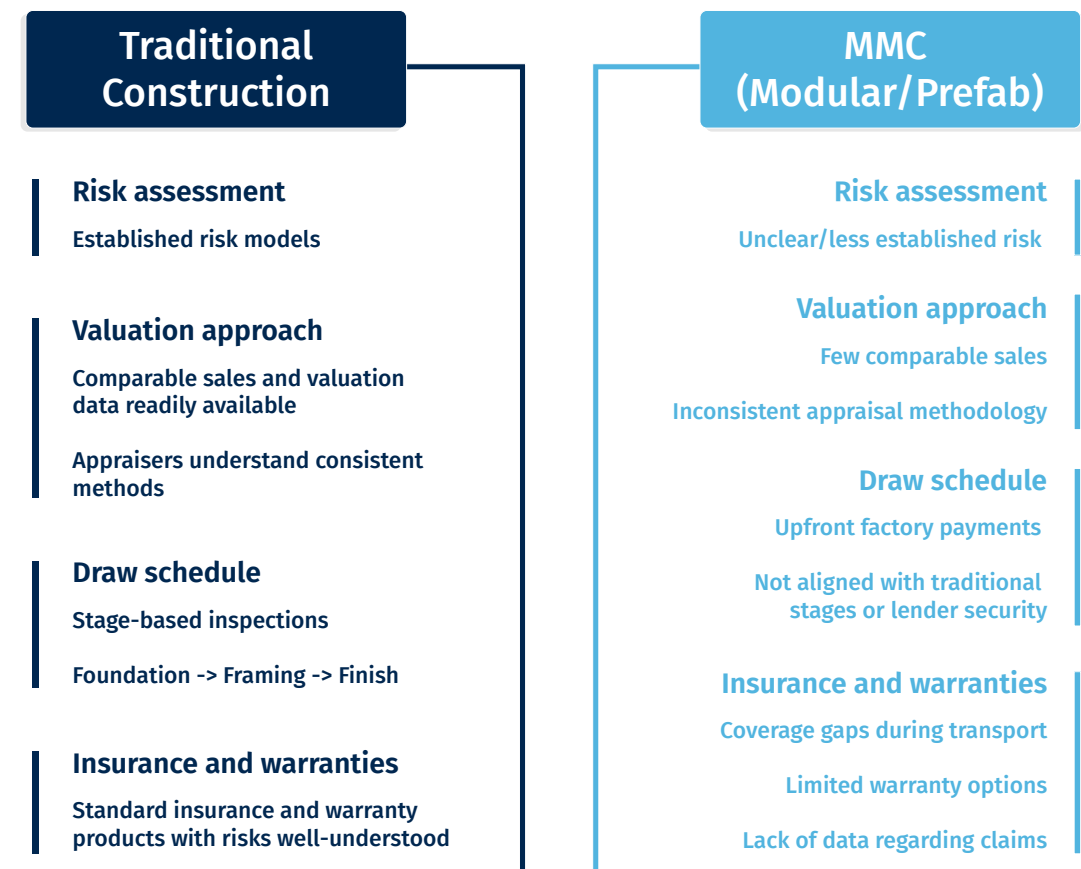 Traditional
Construction
Risk assessment
Established risk models
Valuation approach
Comparable sales and valuation
data readily available
Appraisers understand consistent
methods
Draw schedule
Stage-based inspections
Foundation -> Framing -> Finish
Insurance and warranties
Standard insurance and warranty
products with risks well-understood
MMC
(Modular/Prefab)
Risk assessment
Unclear/less established risk
Valuation approach
Few comparable sales
Inconsistent appraisal methodology
Draw schedule
Upfront factory payments
Not aligned with traditional
stages or lender security
Insurance and warranties
Coverage gaps during transport
Limited warranty options
Lack of data regarding claims